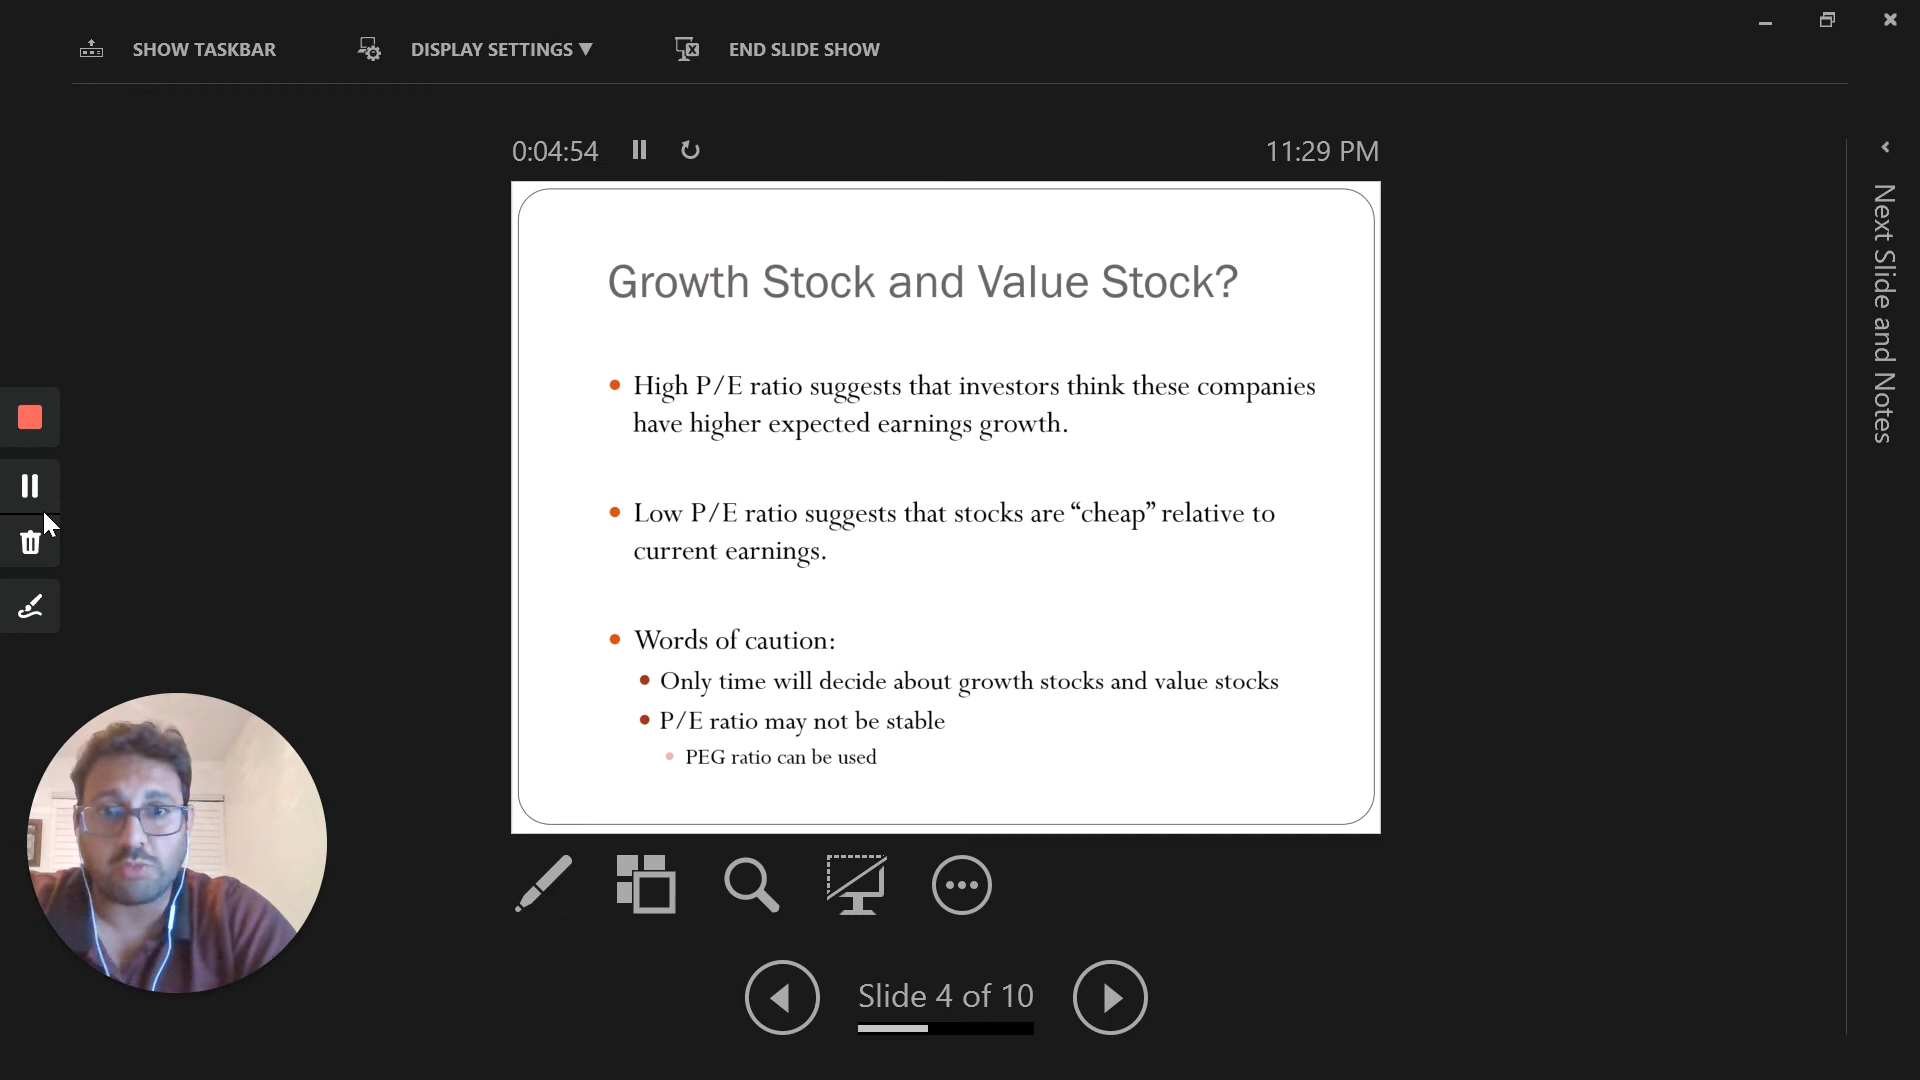 SHOW TASKBAR
DISPLAY SETTINGS ▼
END SLIDE SHOW
0:04:54
11:29 PM
Growth Stock and Value Stock?
• High P/E ratio suggests that investors think these companies
have higher expected earnings growth.
• Low P/E ratio suggests that stocks are “cheap” relative to
current earnings.
• Words of caution:
• Only time will decide about growth stocks and value stocks
• P/E ratio may not be stable
• PEG ratio can be used
Slide 4 of 10
Next Slide and Notes